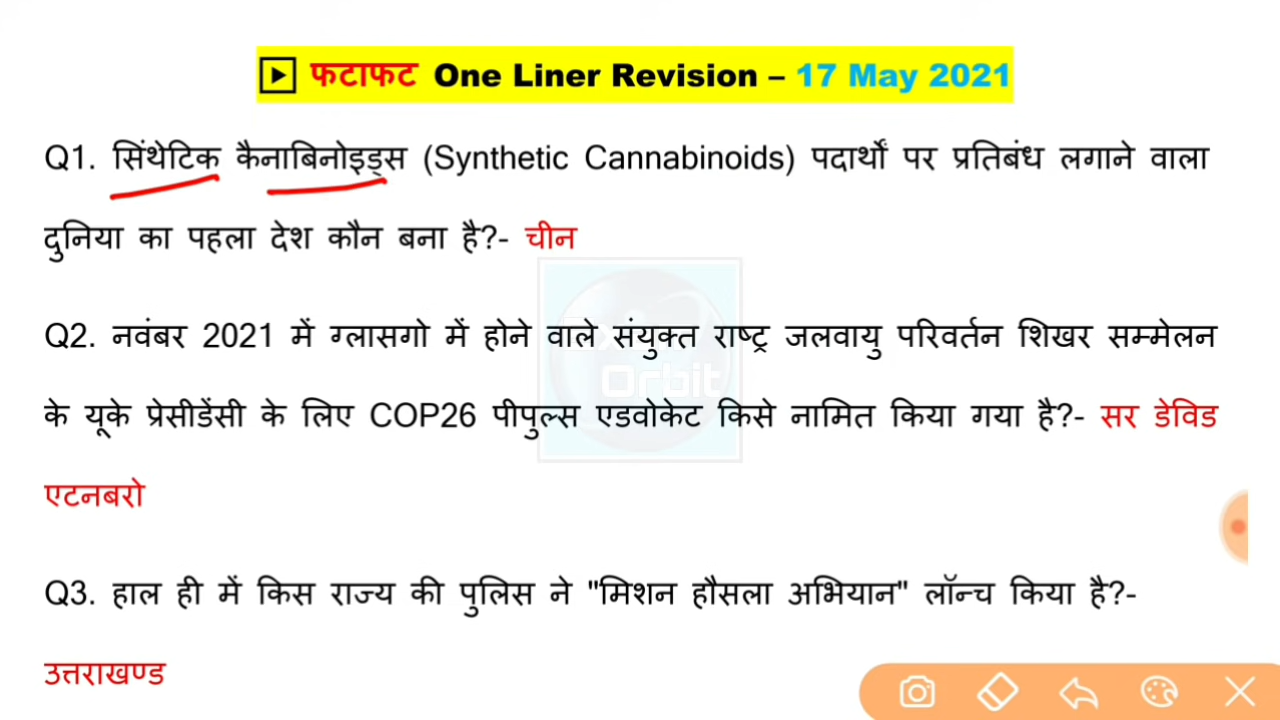 फटाफट One Liner Revision – 17 May 2021
Q1. सिंथेटिक कैनाबिनोइड्स (Synthetic Cannabinoids) पदार्थों पर प्रतिबंध लगाने वाला
दुनिया का पहला देश कौन बना है?- चीन
Q2. नवंबर 2021 में ग्लासगो में होने वाले संयुक्त राष्ट्र जलवायु परिवर्तन शिखर सम्मेलन
के यूके प्रेसीडेंसी के लिए COP26 पीपुल्स एडवोकेट किसे नामित किया गया है?- सर डेविड
Orbit
एटनबरो
Q3. हाल ही में किस राज्य की पुलिस ने "मिशन हौसला अभियान" लॉन्च किया है?-
उत्तराखण्ड